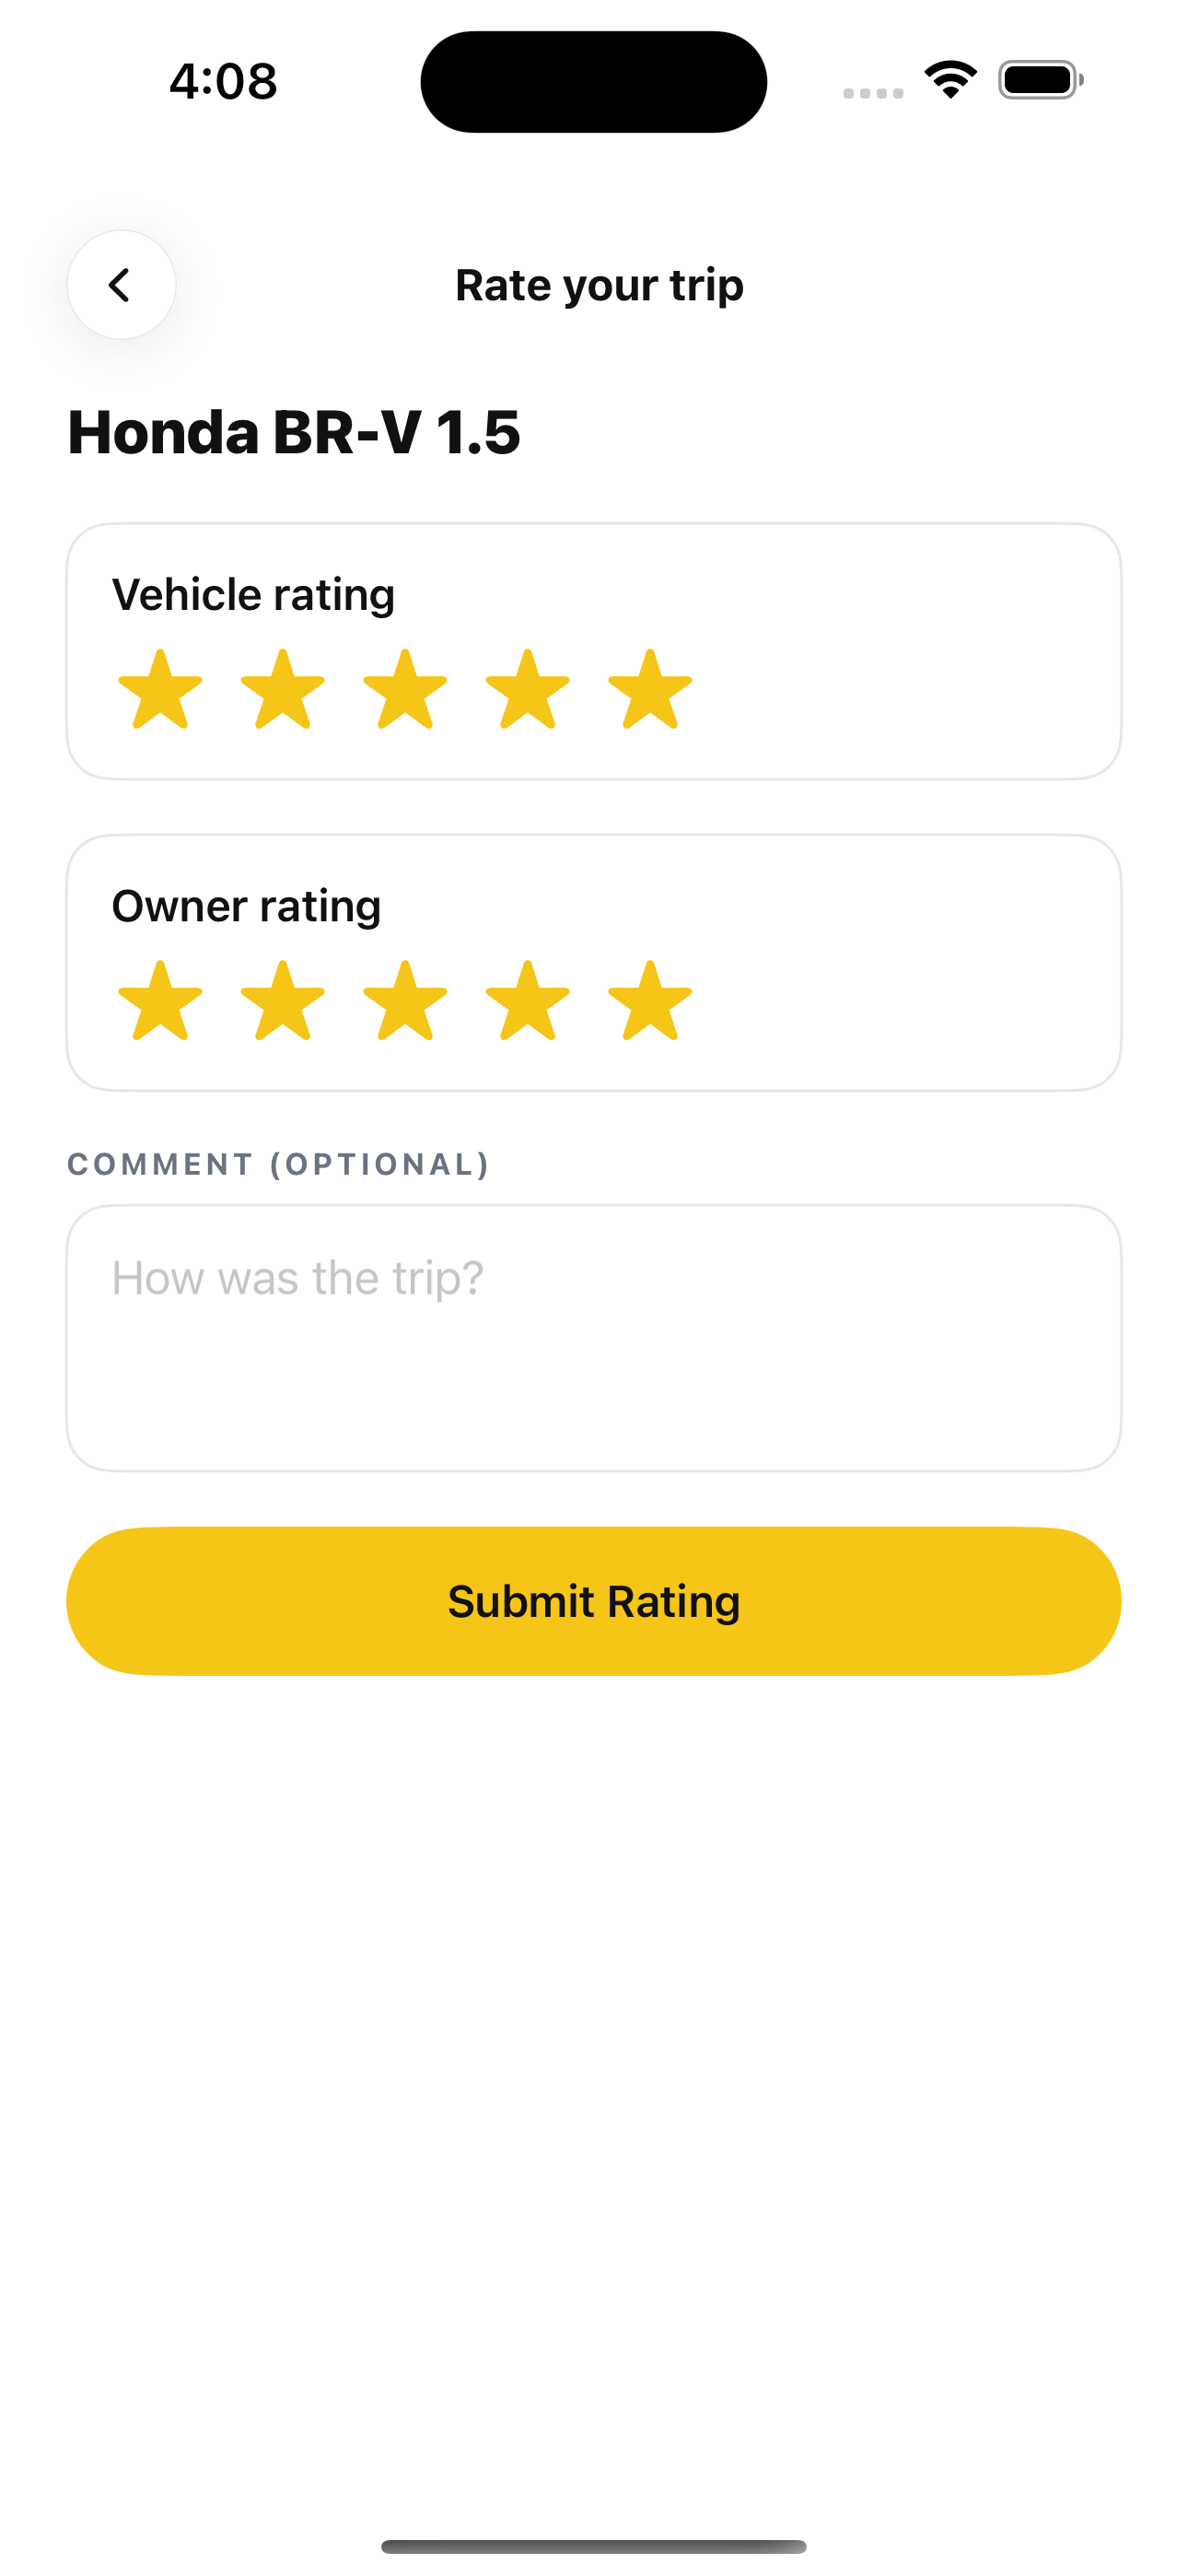 4:08
Rate your trip
Honda BR-V 1.5
Vehicle rating
Owner rating
COMMENT (OPTIONAL)
How was the trip?
Submit Rating